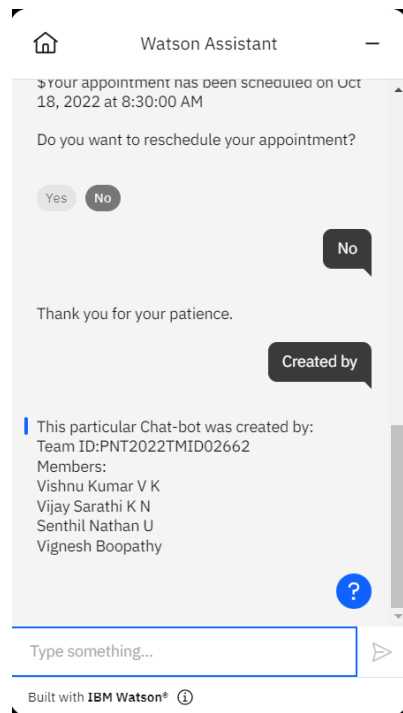 Watson Assistant
$Your appointment has been scheduled on Oct
18, 2022 at 8:30:00 AM
Do you want to reschedule your appointment?
Yes No
No
Thank you for your patience.
Created by
This particular Chat-bot was created by:
Team ID:PNT2022TMID02662
Members:
Vishnu Kumar V K
Vijay Sarathi K N
Senthil Nathan U
Vignesh Boopathy
?
Type something...
Built with IBM Watson®